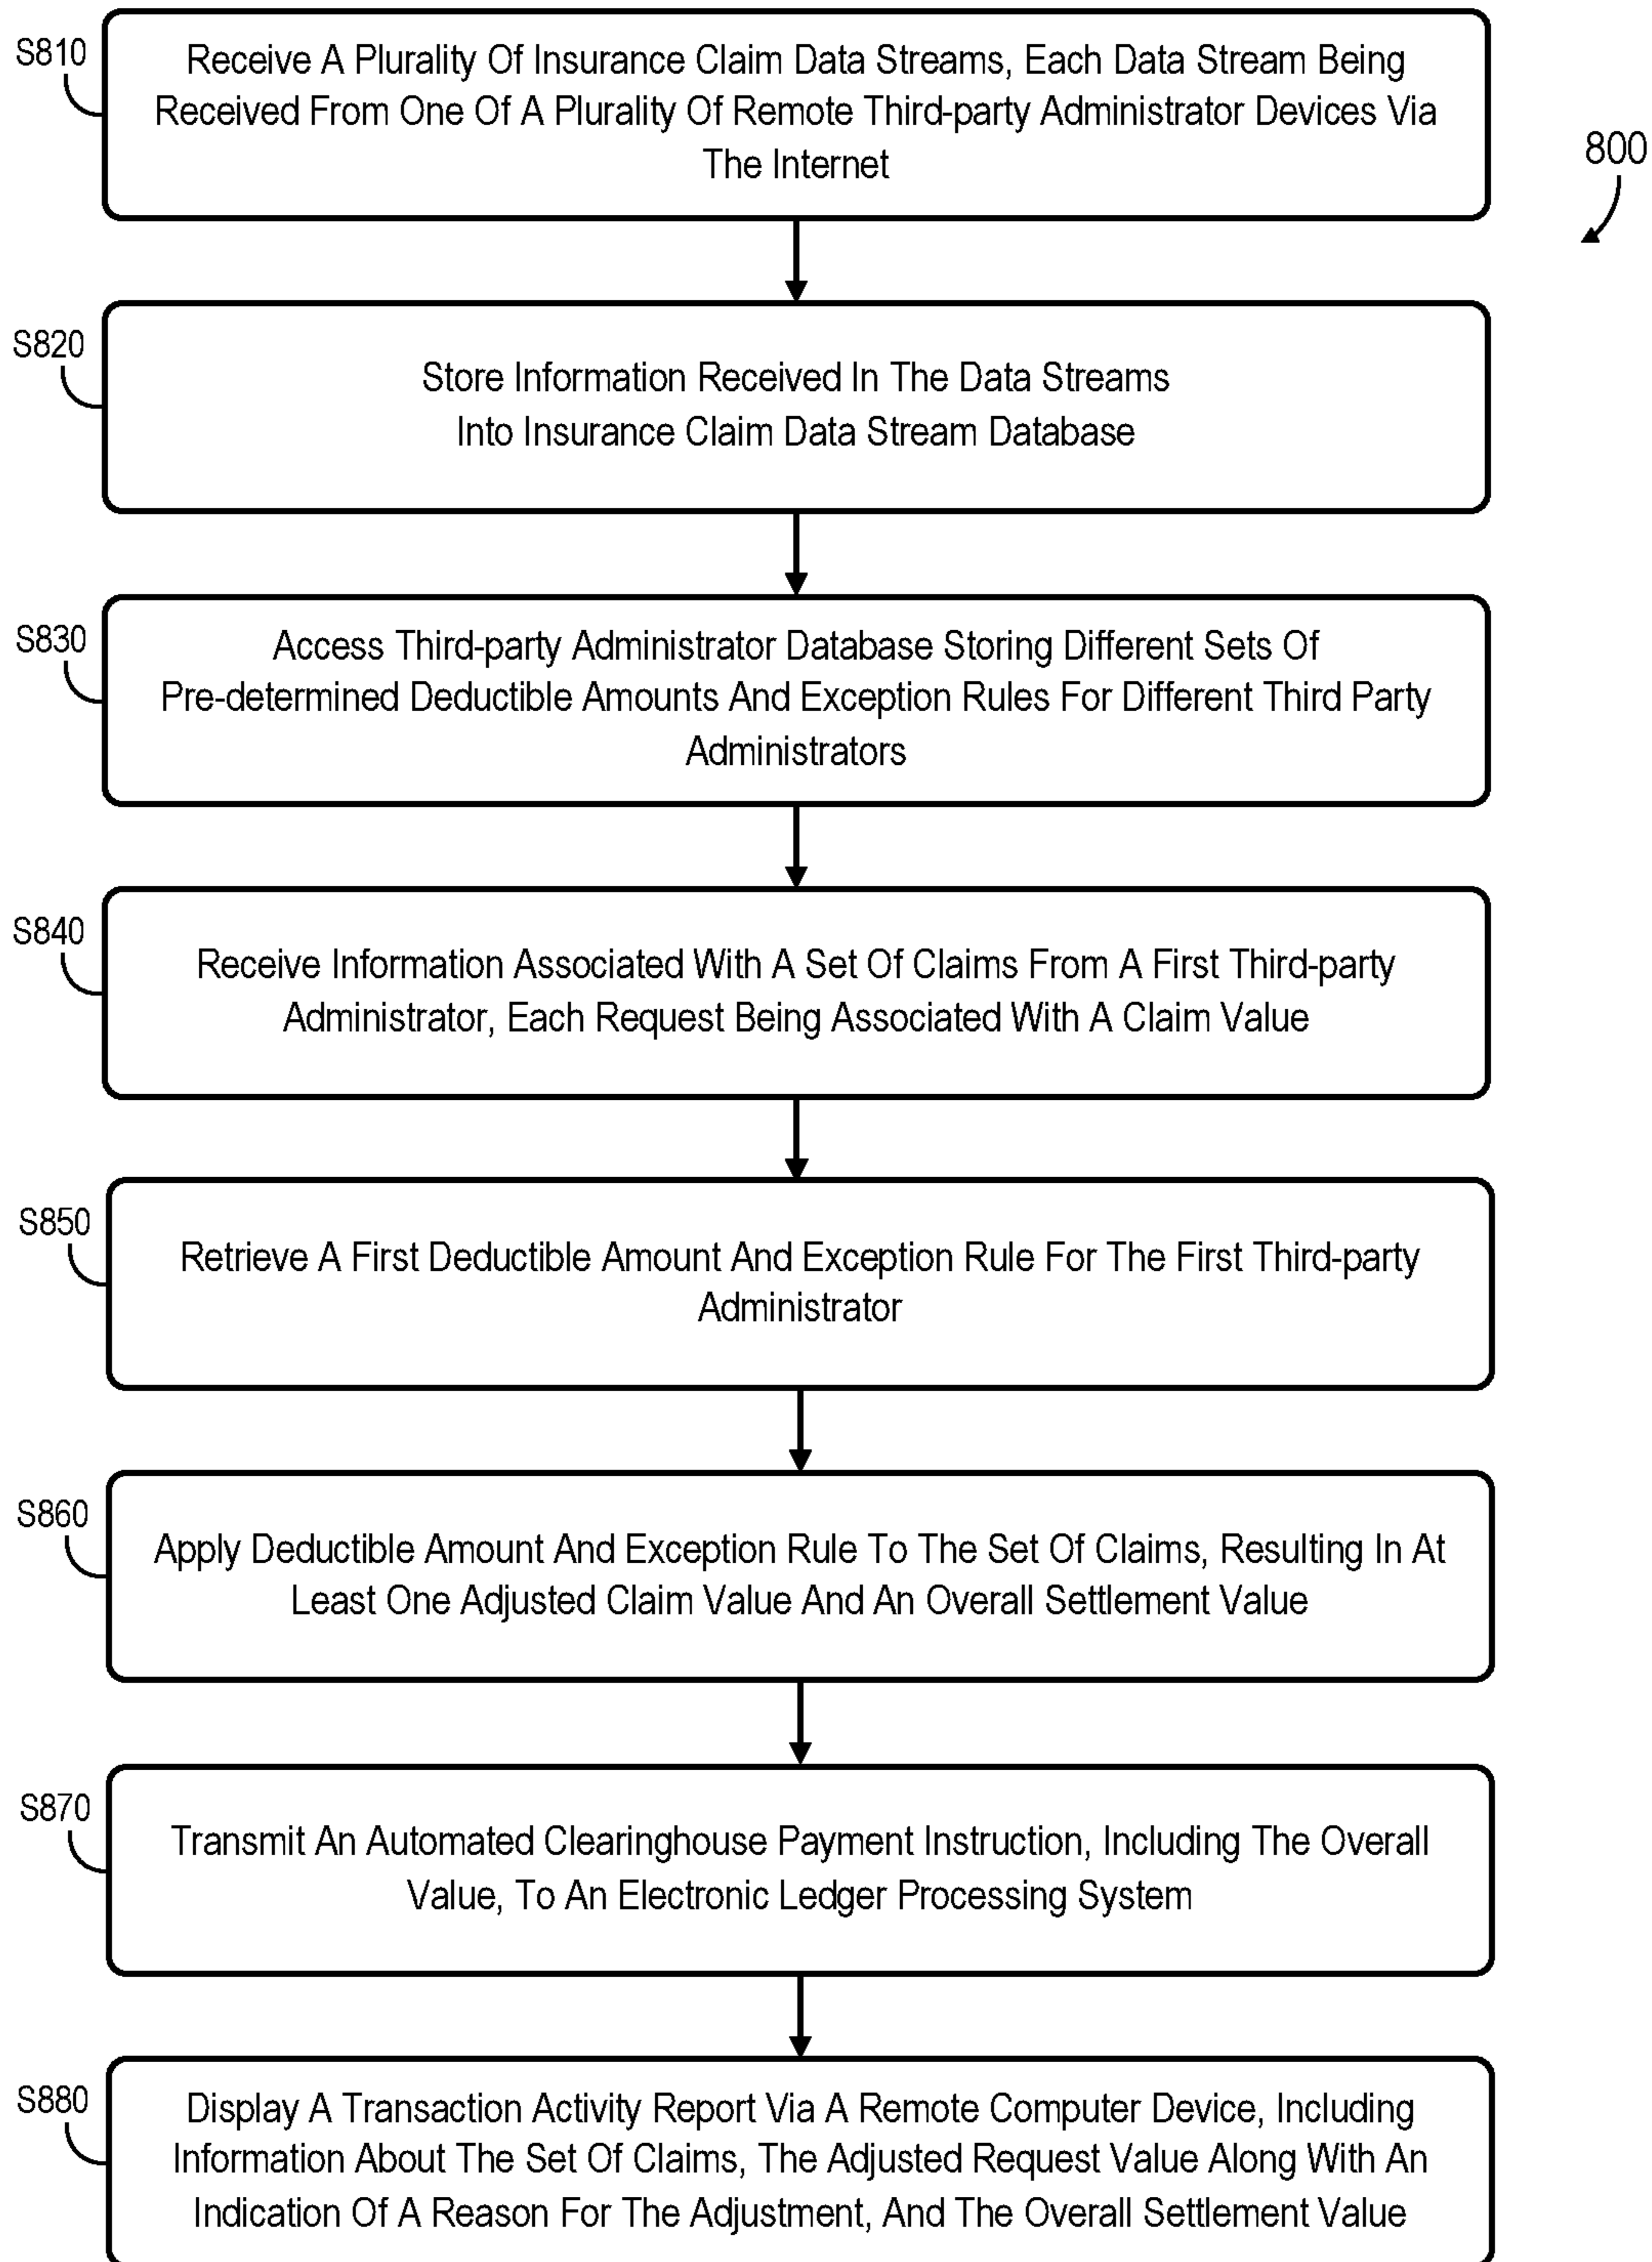 S810
Receive A Plurality Of Insurance Claim Data Streams, Each Data Stream Being
Received From One Of A Plurality Of Remote Third-party Administrator Devices Via
The Internet
800
S820
Store Information Received In The Data Streams
Into Insurance Claim Data Stream Database
S830
Access Third-party Administrator Database Storing Different Sets Of
Pre-determined Deductible Amounts And Exception Rules For Different Third Party
Administrators
S840
Receive Information Associated With A Set Of Claims From A First Third-party
Administrator, Each Request Being Associated With A Claim Value
S850
Retrieve A First Deductible Amount And Exception Rule For The First Third-party
Administrator
S860
Apply Deductible Amount And Exception Rule To The Set Of Claims, Resulting In At
Least One Adjusted Claim Value And An Overall Settlement Value
S870
Transmit An Automated Clearinghouse Payment Instruction, Including The Overall
Value, To An Electronic Ledger Processing System
S880
Display A Transaction Activity Report Via A Remote Computer Device, Including
Information About The Set Of Claims, The Adjusted Request Value Along With An
Indication Of A Reason For The Adjustment, And The Overall Settlement Value